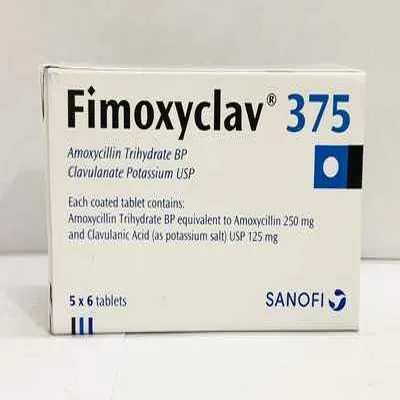 Fimoxyclav® 375
Amoxycillin Trihydrate BP
Clavulanate Potassium USP
Each coated tablet contains:
Amoxycillin Trihydrate BP equivalent to Amoxycillin 250 mg
and Clavulanic Acid (as potassium salt) USP 125 mg
5 x 6 tablets
SANOFI